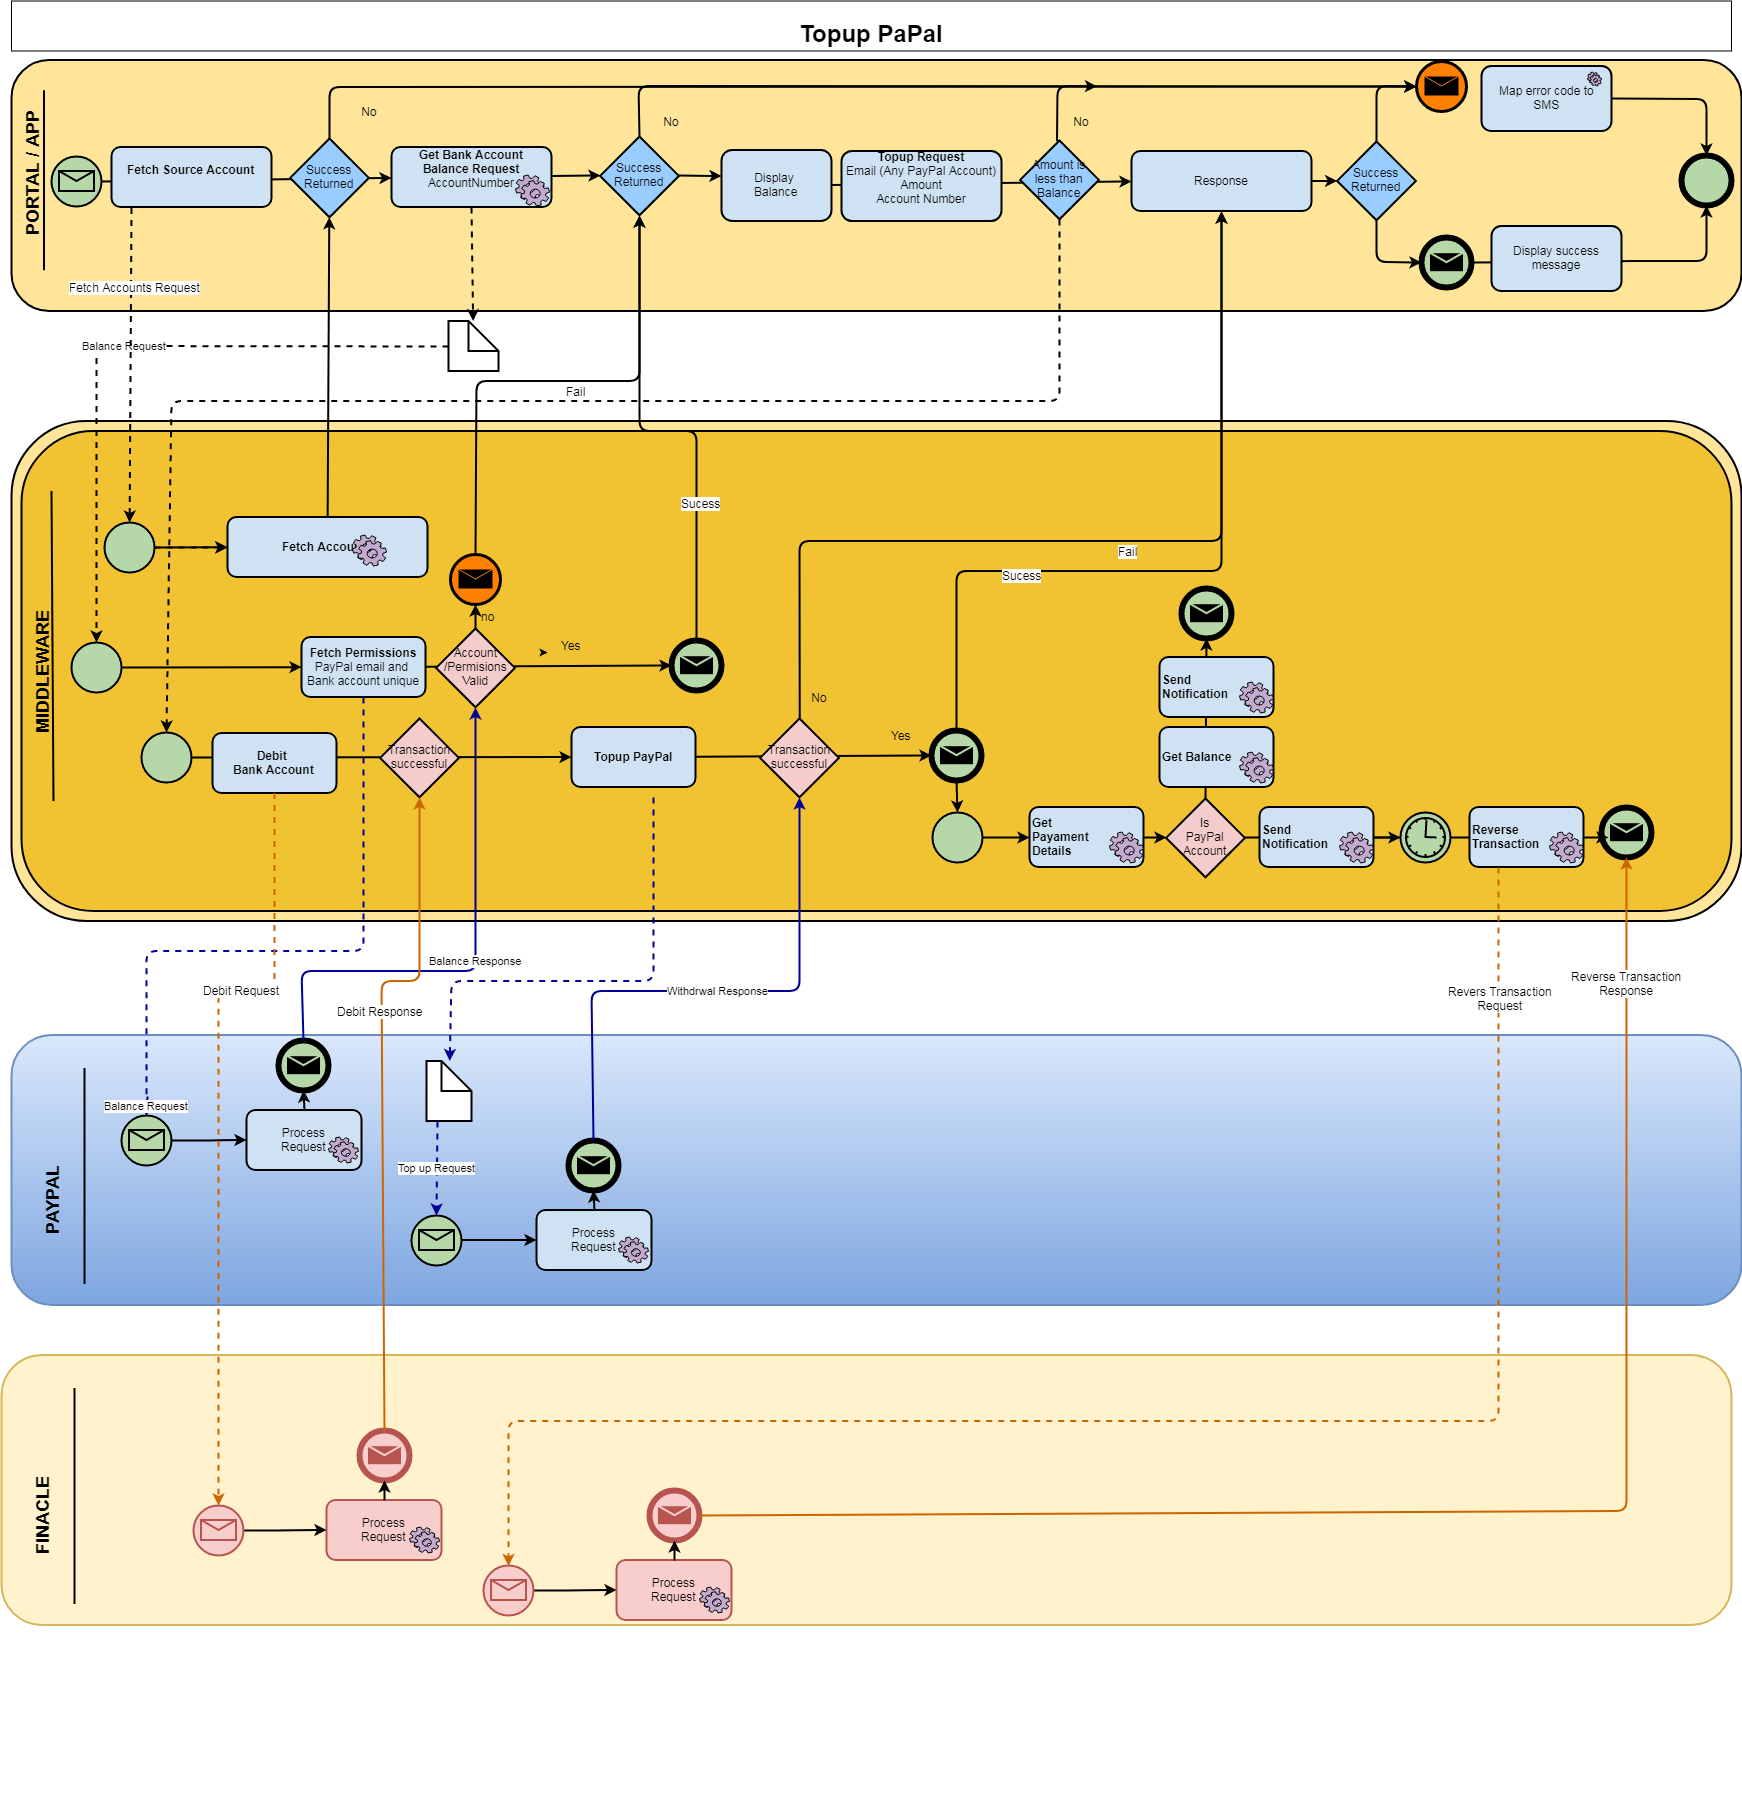 Topup PaPal
PORTAL / APP
No
No
No
Fetch Source Account
Success
Returned
Get Bank Account
Balance Request
AccountNumber
Success
Returned
Display
Balance
Topup Request
Email (Any PayPal Account)
Amount
Account Number
Amount is
less than
Balance
Response
Success
Returned
Map error code to
SMS
Display success
message
Fetch Accounts Request
Balance Request
Fail
MIDDLEWARE
Sucess
Fetch
Fail
Sucess
no
Fetch Permissions
PayPal email and
Bank account unique
Account
/Permisions
Valid
Yes
Send
Notification
No
Debit
Bank Account
Transaction
successful
Topup PayPal
Transaction
successful
Yes
Get Balance
Get
Payament
Details
Is
PayPal
Account
Send
Notification
Reverse
Transaction
Balance Response
Debit Request
Debit Response
Withdrwal Response
Revers Transaction
Request
Reverse Transaction
Response
PAYPAL
Balance Request
Process
Request
Top up Request
Process
Request
FINACLE
Process
Request
Process
Request